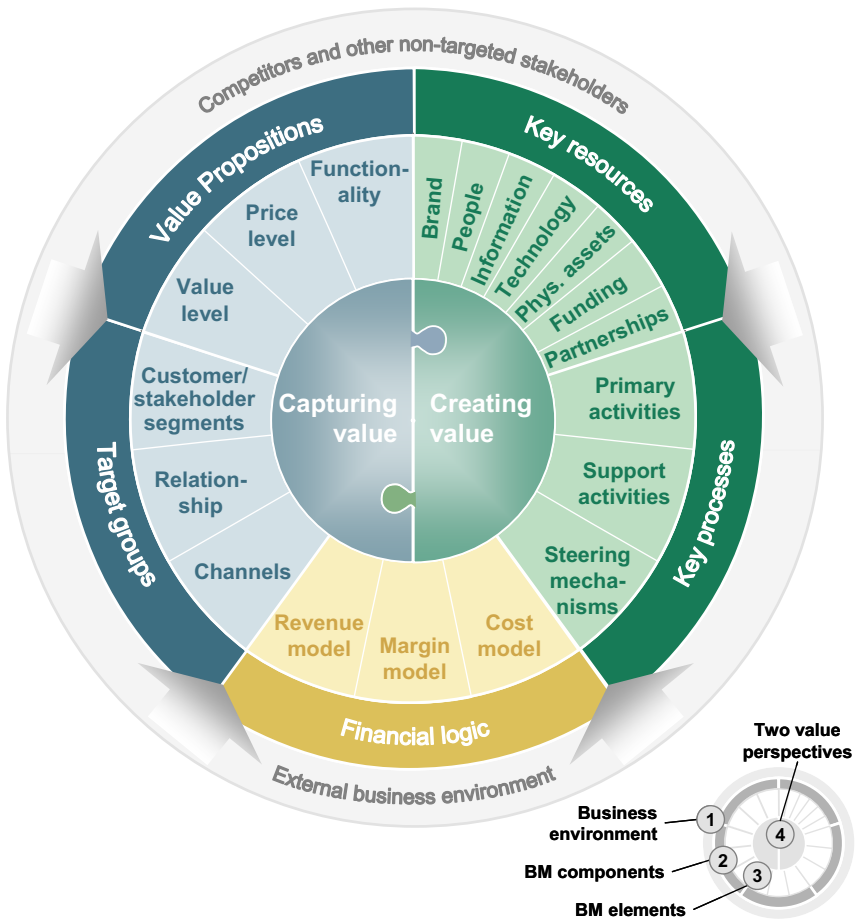 Competitors and other non-targeted stakeholders
Value Propositions
Key resources
Function-
ality
Price
level
Value
level
Brand
People
Information
Technology
Phys. assets
Funding
Partnerships
Customer/
stakeholder
segments
Relation-
ship
Channels
Target groups
Capturing
value
Creating
value
Primary
activities
Support
activities
Steering
mecha-
nisms
Key processes
Revenue
model
Margin
model
Cost
model
Financial logic
External business environment
Two value
perspectives
Business
environment
1
4
BM components
2
3
BM elements